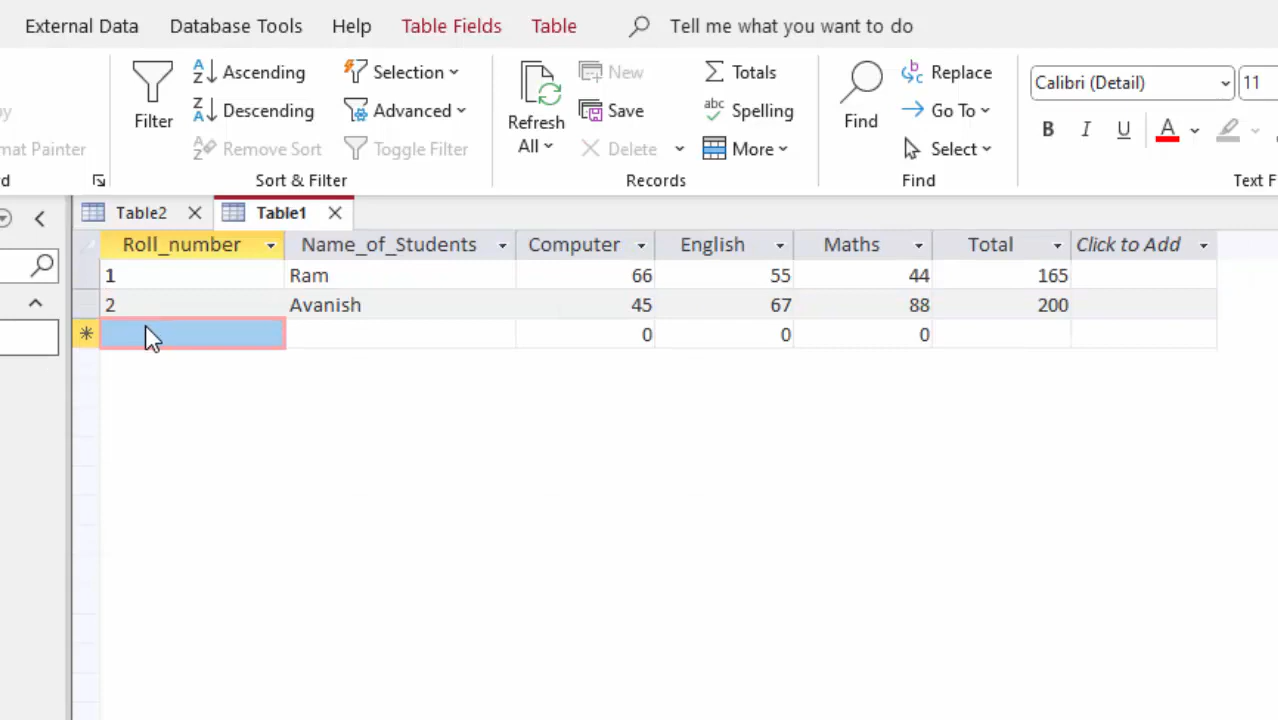 External Data Database Tools Help Table Fields Table Tell me what you want to do
Ascending Selection New Totals Replace Calibri (Detail) 11
Filter Descending Advanced Refresh All Save Spelling Find Go To B I U A
mat Painter Remove Sort Toggle Filter Delete More Select
d Sort & Filter Records Find Text F
Table2 Table1
Roll_number Name_of_Students Computer English Maths Total Click to Add
1 Ram 66 55 44 165
2 Avanish 45 67 88 200
* 0 0 0